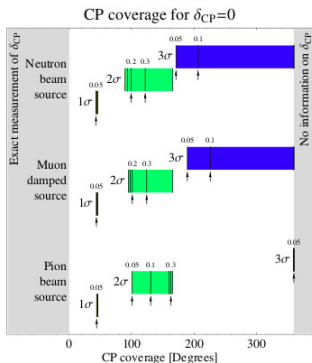 CP coverage for δCP=0
Exact measurement of δCP
No information on δCP
0.05 0.1
3σ
Neutron
beam
source
0.2 0.3
2σ
0.05
1σ
0.05 0.1
3σ
Muon
damped
source
0.2 0.3
2σ
0.05
1σ
0.05
3σ
Pion
beam
source
0.05 0.1 0.3
2σ
0.05
1σ
0 100 200 300
CP coverage [Degrees]